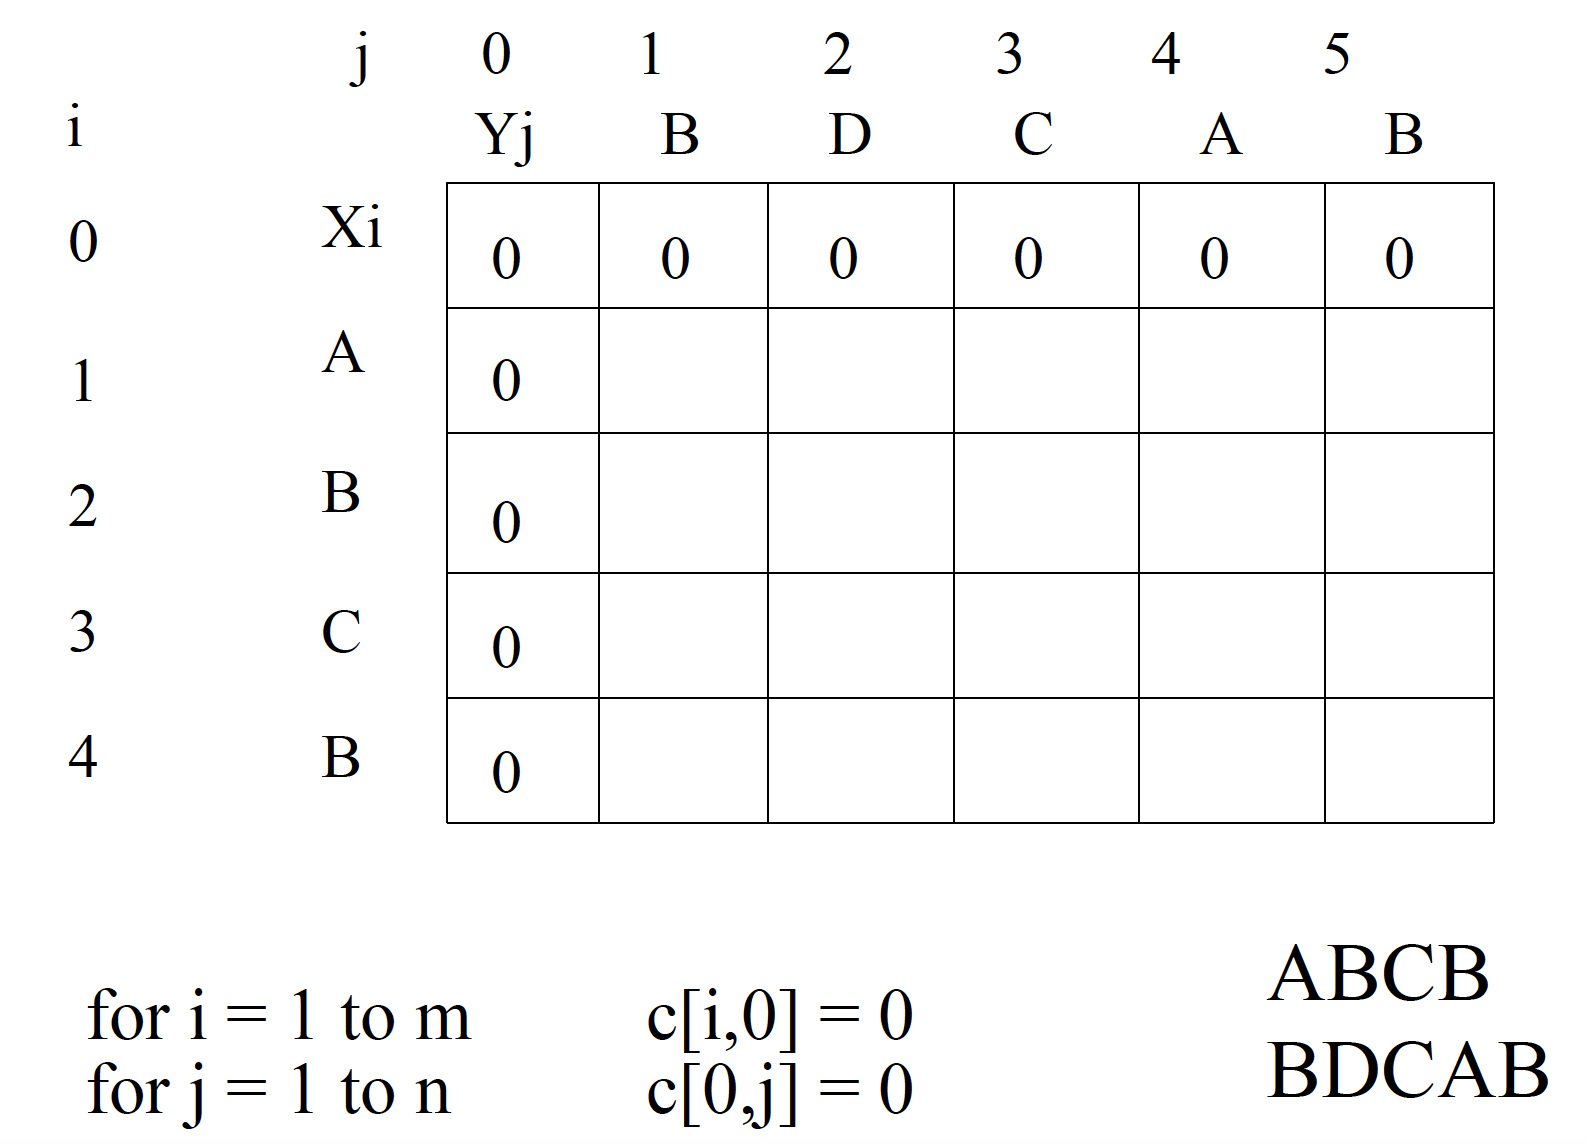 j 0 1 2 3 4 5
i Yj B D C A B
0 Xi 0 0 0 0 0 0
1 A 0
2 B 0
3 C 0
4 B 0
for i = 1 to m c[i,0] = 0
for j = 1 to n c[0,j] = 0
ABCB
BDCAB